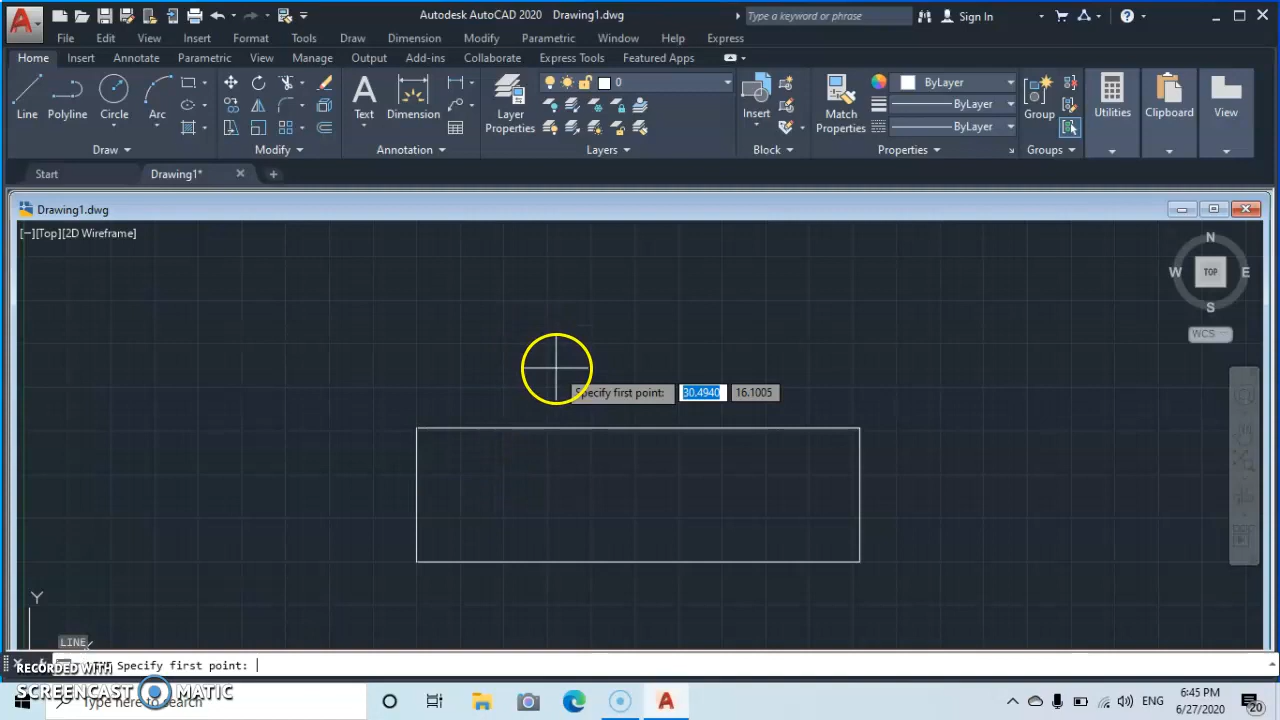 Autodesk AutoCAD 2020 Drawing1.dwg
Type a keyword or phrase
Sign In
File Edit View Insert Format Tools Draw Dimension Modify Parametric Window Help Express
Home Insert Annotate Parametric View Manage Output Add-ins Collaborate Express Tools Featured Apps
0
ByLayer
ByLayer
ByLayer
Line Polyline Circle Arc
Text Dimension
Layer
Properties
Insert
Match
Properties
Group
Utilities Clipboard View
Draw Modify Annotation Layers Block Properties Groups
Start Drawing1*
Drawing1.dwg
[−][Top][2D Wireframe]
N
W TOP E
S
WCS
Specify first point: 30.4940 16.1005
Y
LINE
Specify first point:
RECORDED WITH
SCREENCAST MATIC
Type here to search
ENG
6:45 PM
6/27/2020
20